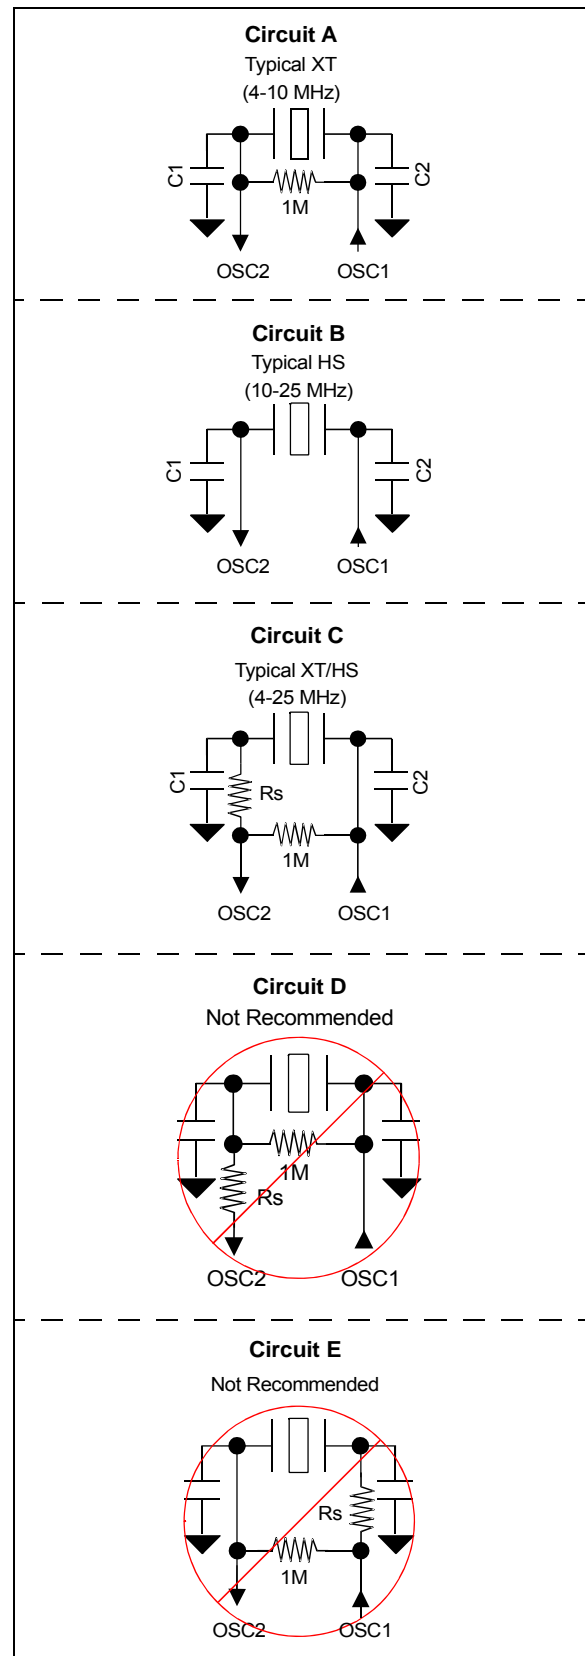 Circuit A
Typical XT
(4-10 MHz)
C1
C2
1M
OSC2 OSC1
Circuit B
Typical HS
(10-25 MHz)
C1
C2
OSC2 OSC1
Circuit C
Typical XT/HS
(4-25 MHz)
C1
Rs
C2
1M
OSC2 OSC1
Circuit D
Not Recommended
1M
Rs
OSC2 OSC1
Circuit E
Not Recommended
Rs
1M
OSC2 OSC1